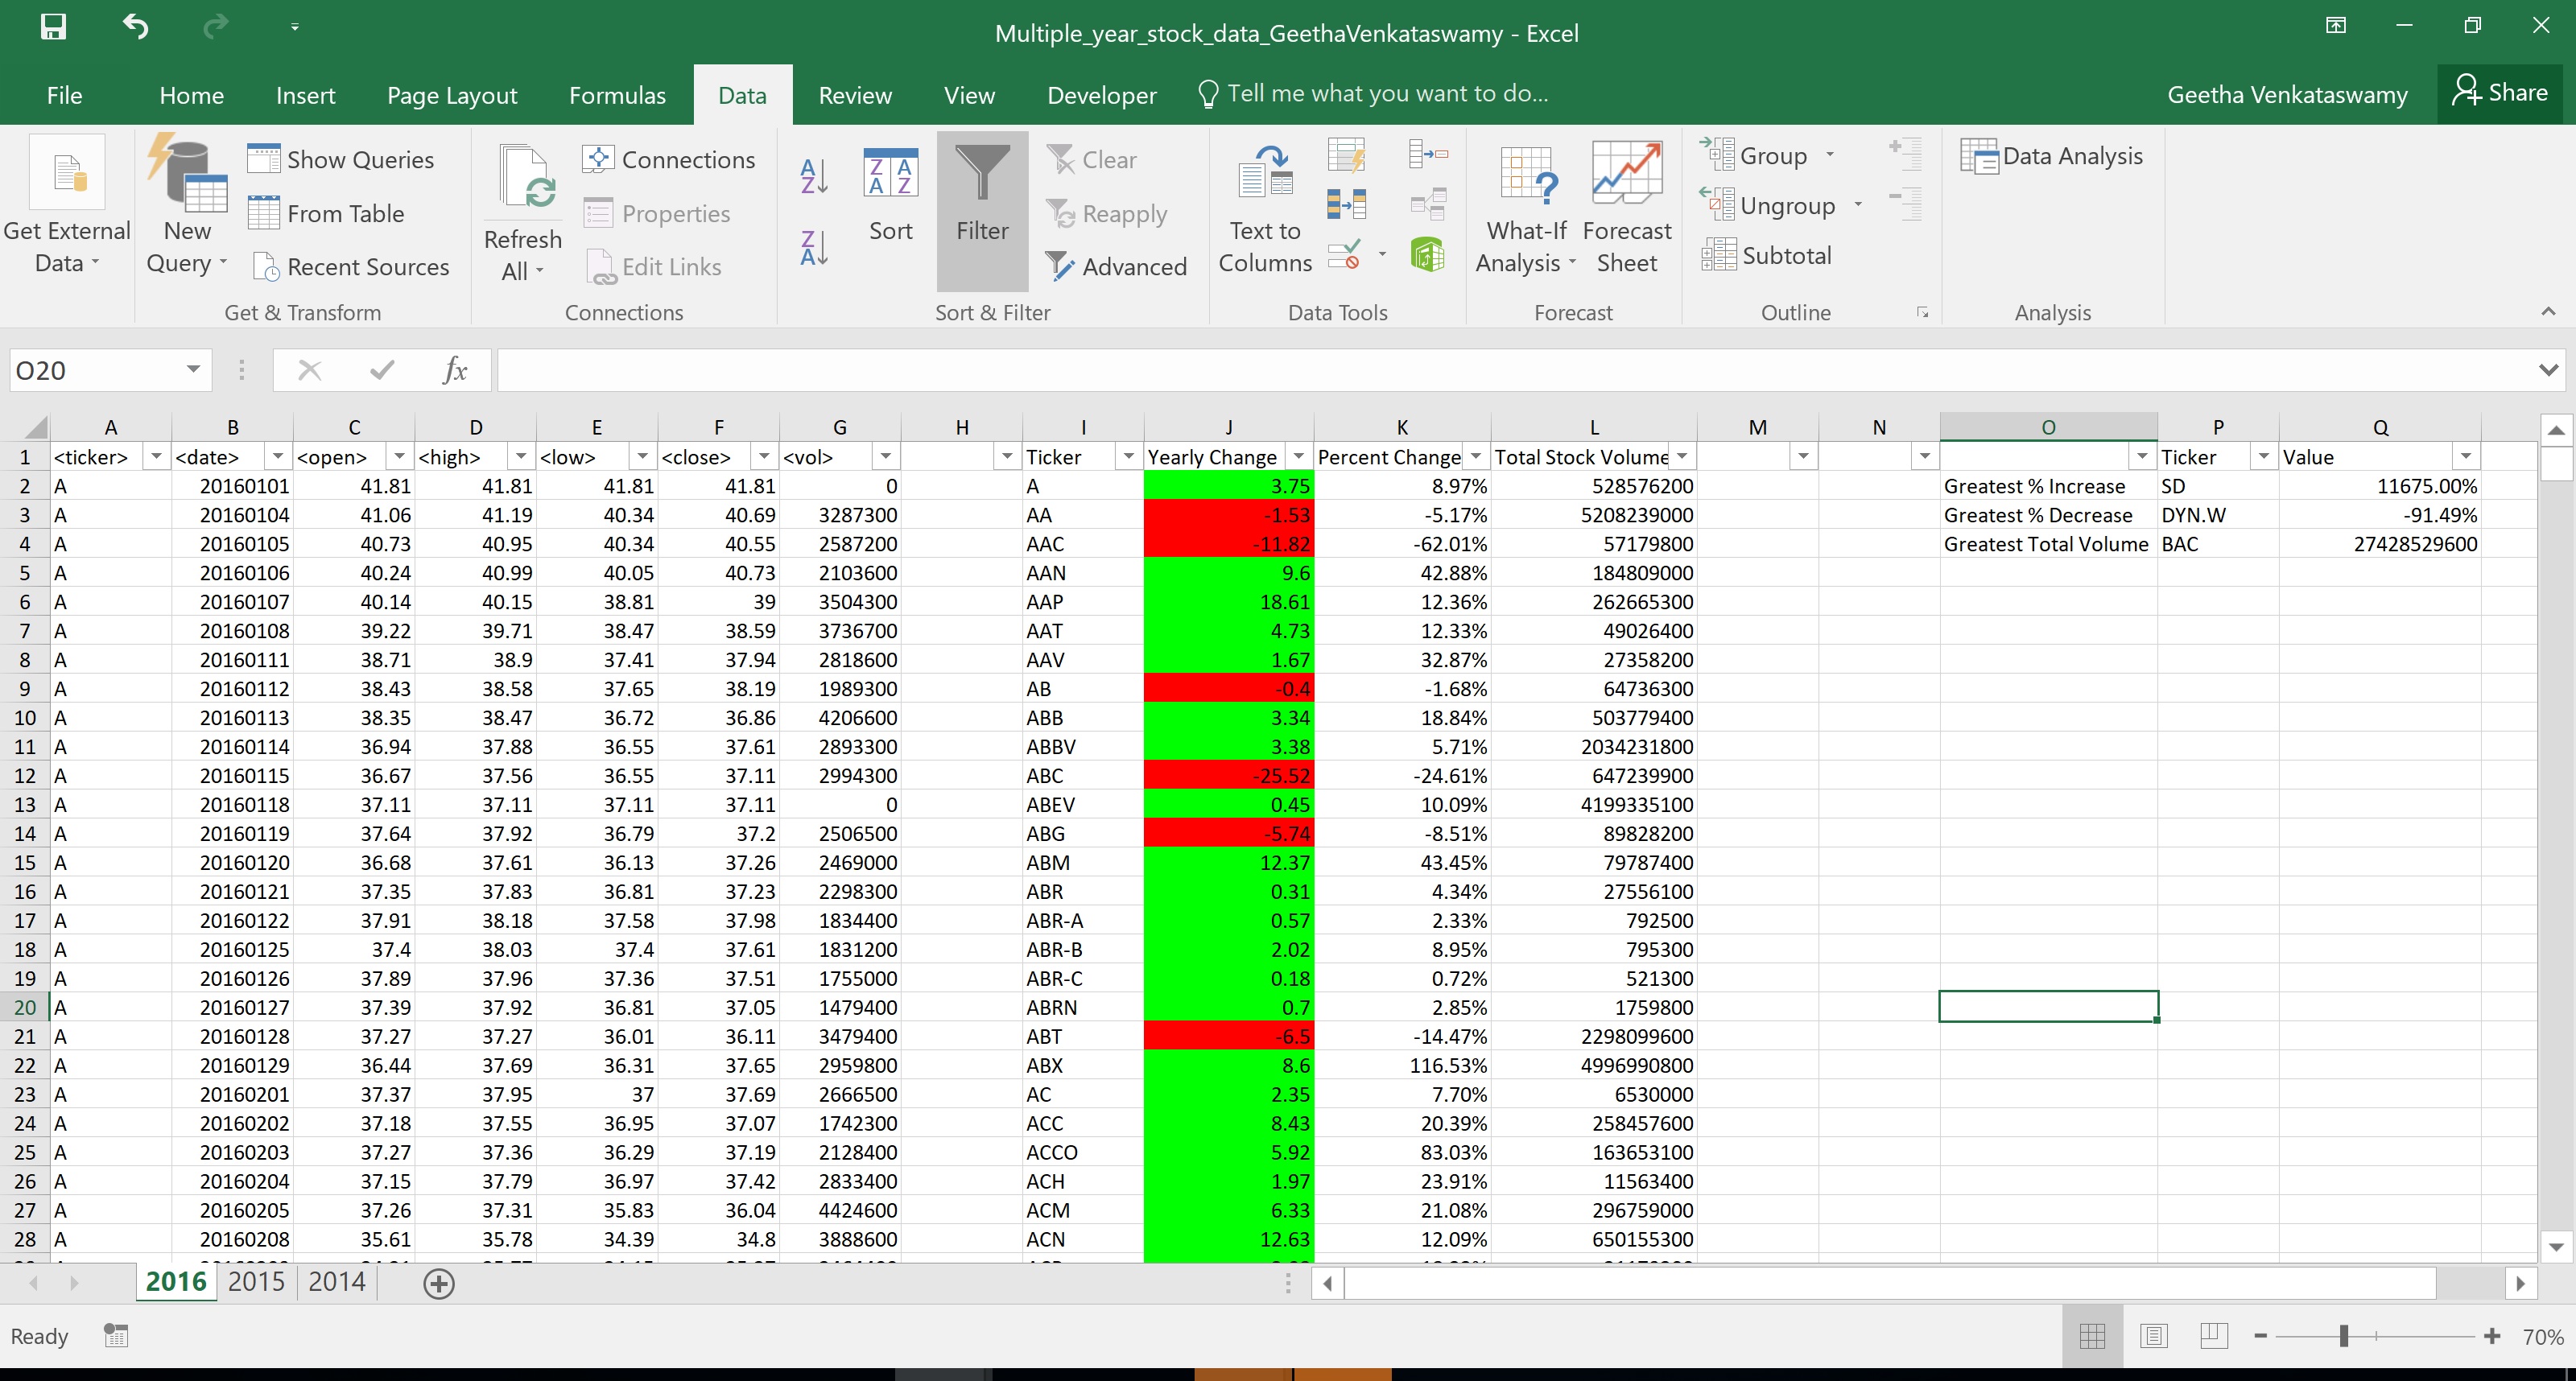 Multiple_year_stock_data_GeethaVenkataswamy - Excel
File Home Insert Page Layout Formulas Data Review View Developer Tell me what you want to do... Geetha Venkataswamy Share
Get External Data
New Query
Show Queries
From Table
Recent Sources
Get & Transform
Refresh All
Connections
Properties
Edit Links
Connections
Sort
Filter
Clear
Reapply
Advanced
Sort & Filter
Text to Columns
Data Tools
What-If Analysis
Forecast Sheet
Forecast
Group
Ungroup
Subtotal
Outline
Data Analysis
Analysis
O20 fx
A B C D E F G H I J K L M N O P Q
1 <ticker> <date> <open> <high> <low> <close> <vol> Ticker Yearly Change Percent Change Total Stock Volume Ticker Value
2 A 20160101 41.81 41.81 41.81 41.81 0 A 3.75 8.97% 528576200 Greatest % Increase SD 11675.00%
3 A 20160104 41.06 41.19 40.34 40.69 3287300 AA -1.53 -5.17% 5208239000 Greatest % Decrease DYN.W -91.49%
4 A 20160105 40.73 40.95 40.34 40.55 2587200 AAC -11.82 -62.01% 57179800 Greatest Total Volume BAC 27428529600
5 A 20160106 40.24 40.99 40.05 40.73 2103600 AAN 9.6 42.88% 184809000
6 A 20160107 40.14 40.15 38.81 39 3504300 AAP 18.61 12.36% 262665300
7 A 20160108 39.22 39.71 38.47 38.59 3736700 AAT 4.73 12.33% 49026400
8 A 20160111 38.71 38.9 37.41 37.94 2818600 AAV 1.67 32.87% 27358200
9 A 20160112 38.43 38.58 37.65 38.19 1989300 AB -0.4 -1.68% 64736300
10 A 20160113 38.35 38.47 36.72 36.86 4206600 ABB 3.34 18.84% 503779400
11 A 20160114 36.94 37.88 36.55 37.61 2893300 ABBV 3.38 5.71% 2034231800
12 A 20160115 36.67 37.56 36.55 37.11 2994300 ABC -25.52 -24.61% 647239900
13 A 20160118 37.11 37.11 37.11 37.11 0 ABEV 0.45 10.09% 4199335100
14 A 20160119 37.64 37.92 36.79 37.2 2506500 ABG -5.74 -8.51% 89828200
15 A 20160120 36.68 37.61 36.13 37.26 2469000 ABM 12.37 43.45% 79787400
16 A 20160121 37.35 37.83 36.81 37.23 2298300 ABR 0.31 4.34% 27556100
17 A 20160122 37.91 38.18 37.58 37.98 1834400 ABR-A 0.57 2.33% 792500
18 A 20160125 37.4 38.03 37.4 37.61 1831200 ABR-B 2.02 8.95% 795300
19 A 20160126 37.89 37.96 37.36 37.51 1755000 ABR-C 0.18 0.72% 521300
20 A 20160127 37.39 37.92 36.81 37.05 1479400 ABRN 0.7 2.85% 1759800
21 A 20160128 37.27 37.27 36.01 36.11 3479400 ABT -6.5 -14.47% 2298099600
22 A 20160129 36.44 37.69 36.31 37.65 2959800 ABX 8.6 116.53% 4996990800
23 A 20160201 37.37 37.95 37 37.69 2666500 AC 2.35 7.70% 6530000
24 A 20160202 37.18 37.55 36.95 37.07 1742300 ACC 8.43 20.39% 258457600
25 A 20160203 37.27 37.36 36.29 37.19 2128400 ACCO 5.92 83.03% 163653100
26 A 20160204 37.15 37.79 36.97 37.42 2833400 ACH 1.97 23.91% 11563400
27 A 20160205 37.26 37.31 35.83 36.04 4424600 ACM 6.33 21.08% 296759000
28 A 20160208 35.61 35.78 34.39 34.8 3888600 ACN 12.63 12.09% 650155300
2016 2015 2014
Ready 70%